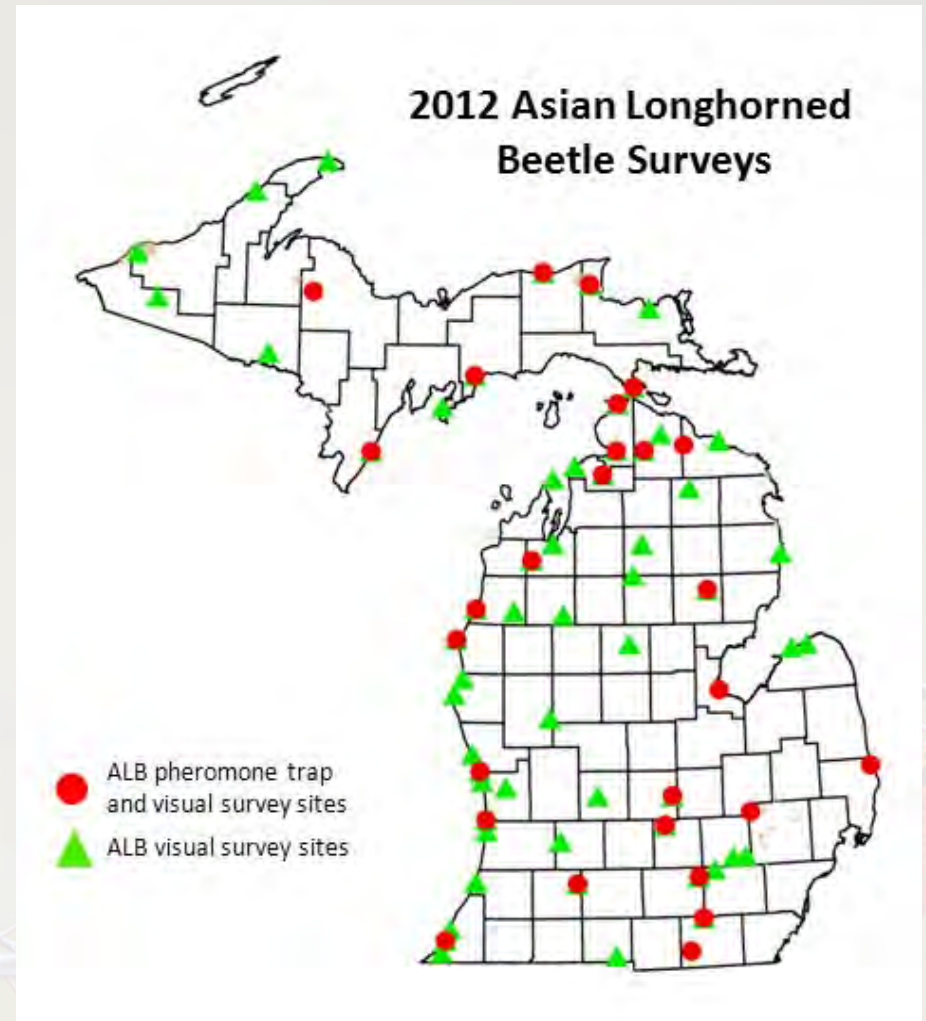 2012 Asian Longhorned
Beetle Surveys
ALB pheromone trap
and visual survey sites
ALB visual survey sites